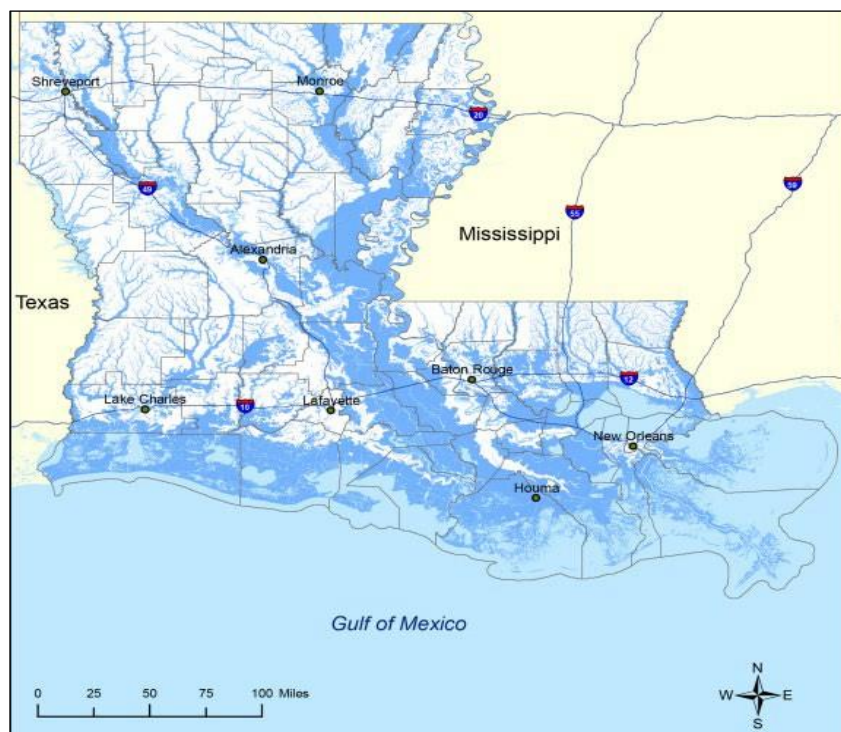 Shreveport
Monroe
20
49
55
59
Mississippi
Alexandria
Texas
Baton Rouge
12
Lake Charles
10
Lafayette
New Orleans
Houma
Gulf of Mexico
N
W E
S
0 25 50 75 100 Miles